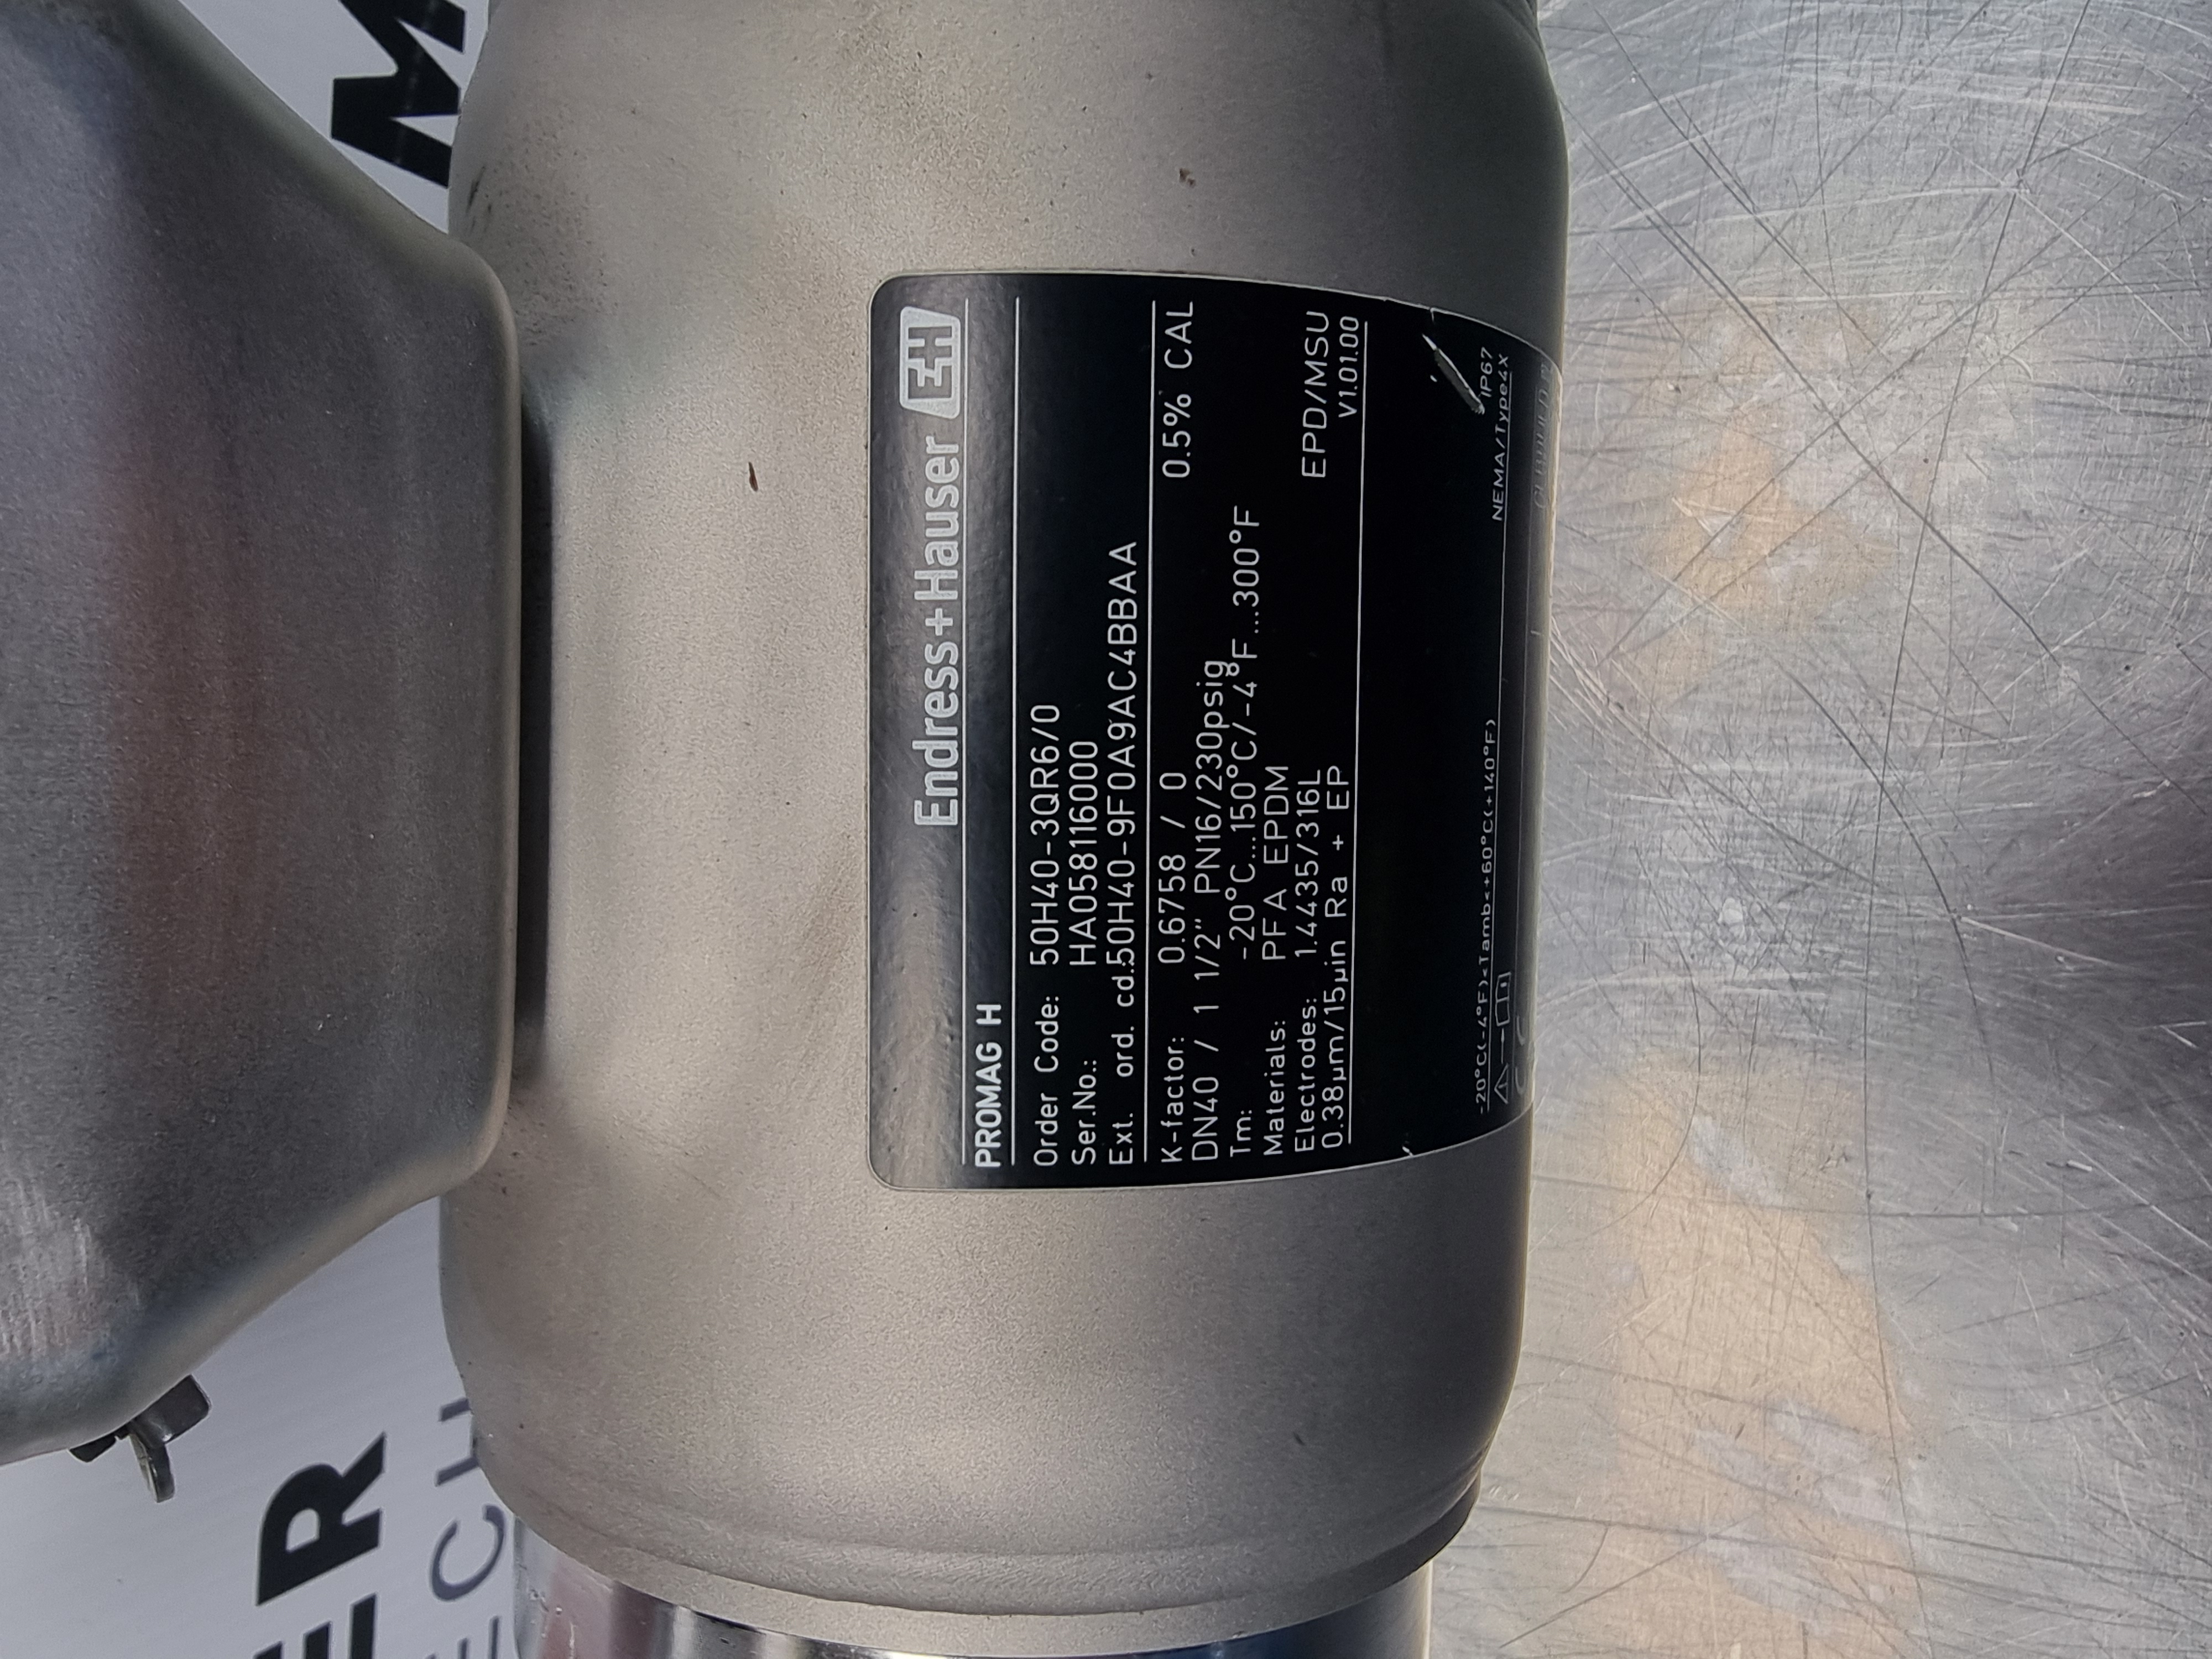 Endress+Hauser EH
PROMAG H
Order Code: 50H40-3QR6/0
Ser.No.: HA058116000
Ext. ord. cd.:50H40-9F0A9AC4BBAA
K-factor: 0.6758 / 0 0.5% CAL
DN40 / 1 1/2" PN16/230psig
Tm: -20°C...150°C/-4°F...300°F
Materials: PFA EPDM
Electrodes: 1.4435/316L EPD/MSU
0.38µm/15µin Ra + EP V1.01.00
-20°C(-4°F)<Tamb<+60°C(+140°F) IP67
NEMA/Type4X
M
ER
ECH